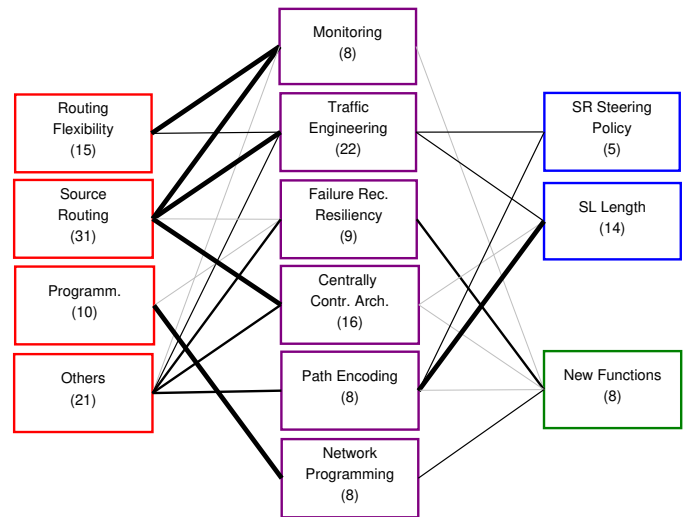 Routing
Flexibility
(15)
Source
Routing
(31)
Programm.
(10)
Others
(21)
Monitoring
(8)
Traffic
Engineering
(22)
Failure Rec.
Resiliency
(9)
Centrally
Contr. Arch.
(16)
Path Encoding
(8)
Network
Programming
(8)
SR Steering
Policy
(5)
SL Length
(14)
New Functions
(8)